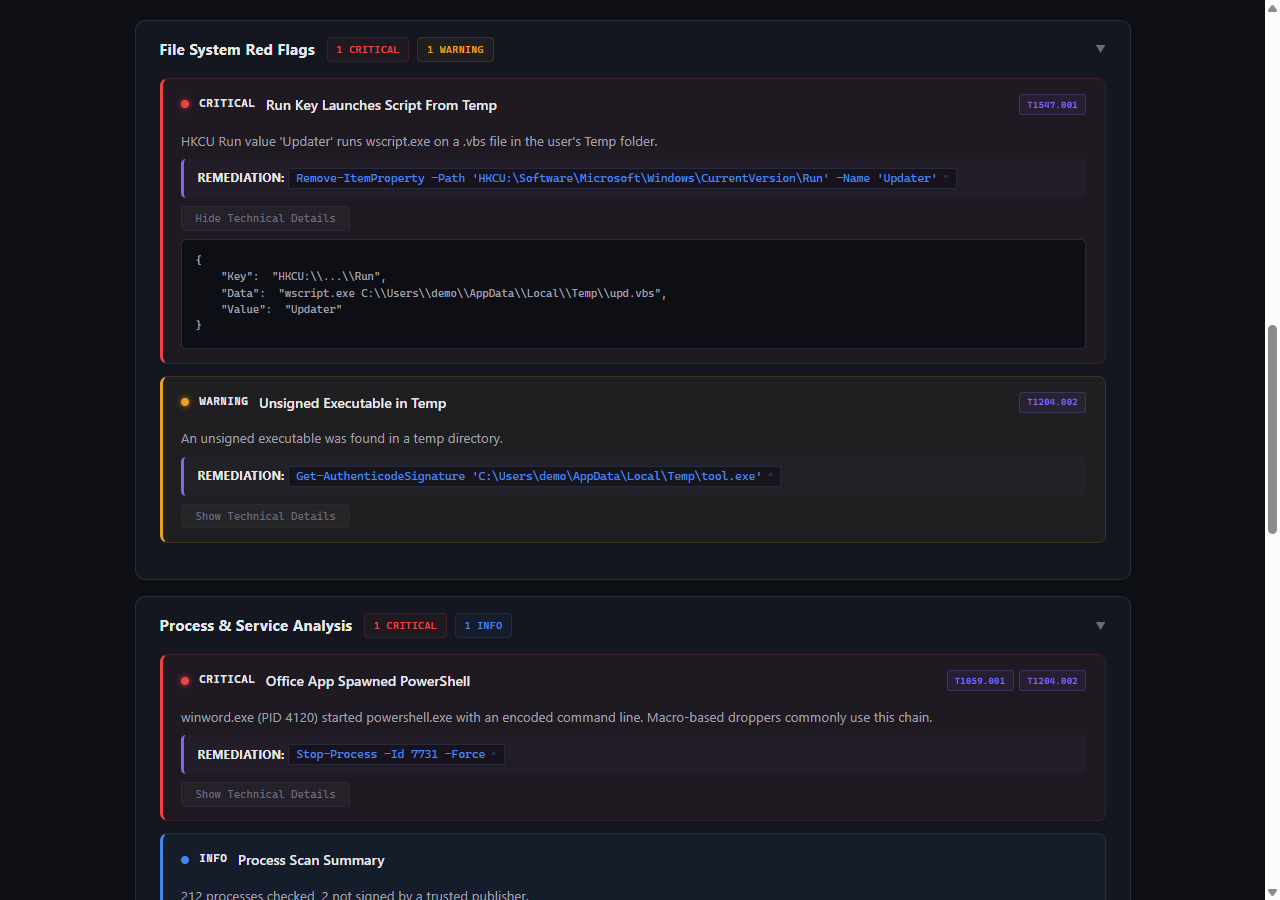 File System Red Flags 1 CRITICAL 1 WARNING ▼
CRITICAL Run Key Launches Script From Temp T1547.001
HKCU Run value 'Updater' runs wscript.exe on a .vbs file in the user's Temp folder.
REMEDIATION: Remove-ItemProperty -Path 'HKCU:\Software\Microsoft\Windows\CurrentVersion\Run' -Name 'Updater'
Hide Technical Details
{
"Key": "HKCU:\\...\\Run",
"Data": "wscript.exe C:\\Users\\demo\\AppData\\Local\\Temp\\upd.vbs",
"Value": "Updater"
}
WARNING Unsigned Executable in Temp T1204.002
An unsigned executable was found in a temp directory.
REMEDIATION: Get-AuthenticodeSignature 'C:\Users\demo\AppData\Local\Temp\tool.exe'
Show Technical Details
Process & Service Analysis 1 CRITICAL 1 INFO ▼
CRITICAL Office App Spawned PowerShell T1059.001 T1204.002
winword.exe (PID 4120) started powershell.exe with an encoded command line. Macro-based droppers commonly use this chain.
REMEDIATION: Stop-Process -Id 7731 -Force
Show Technical Details
INFO Process Scan Summary
212 processes checked, 2 not signed by a trusted publisher.